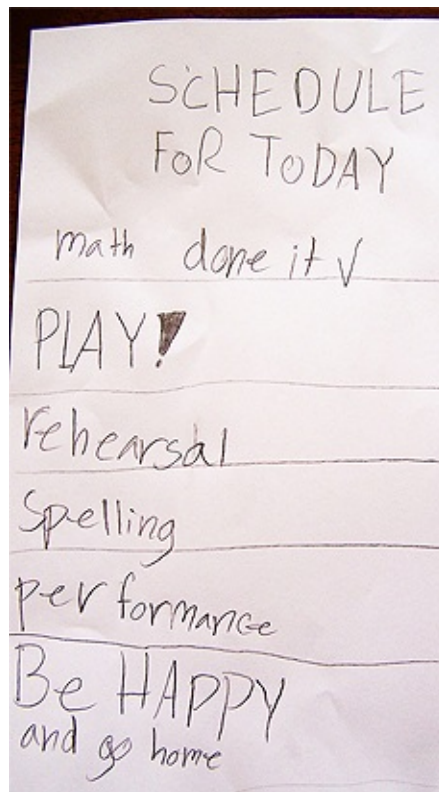 SCHEDULE
FOR TODAY
math done it √
PLAY!
rehearsal
Spelling
performance
Be HAPPY
and go home